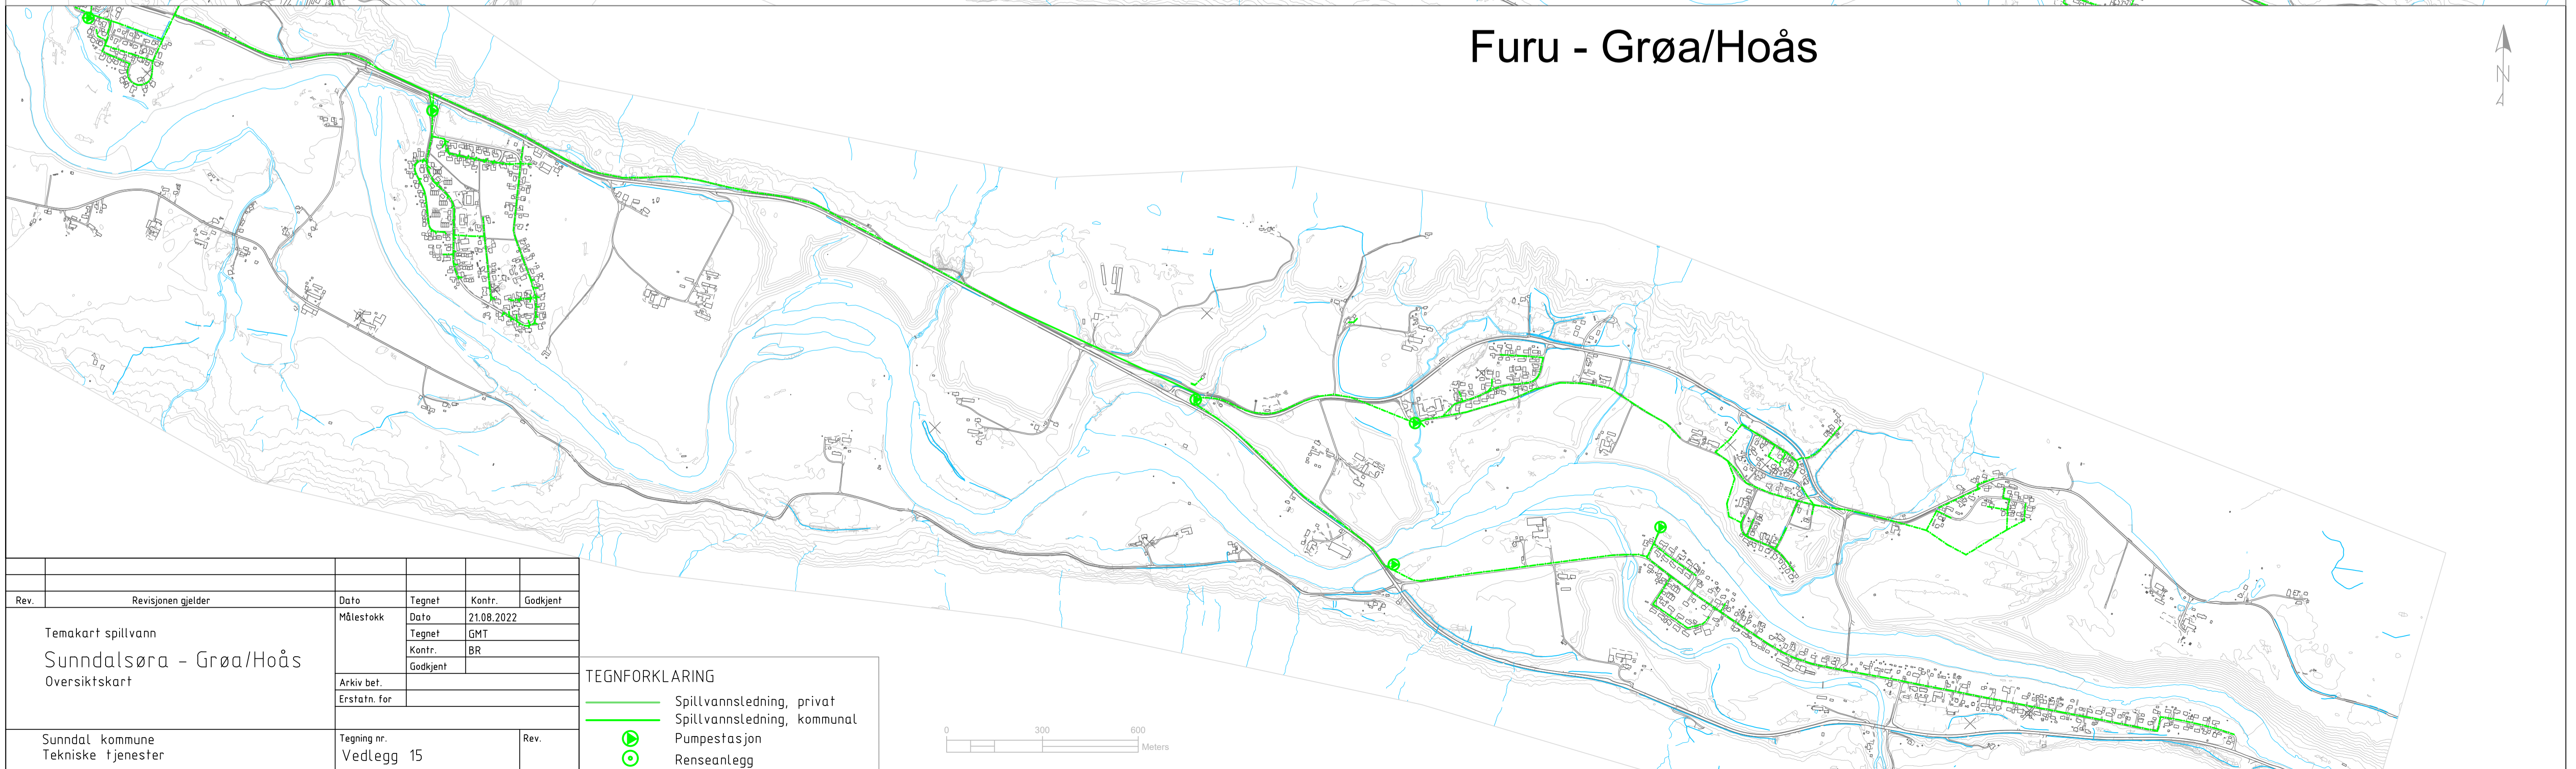 Furu - Grøa/Hoås
N
Rev. Revisjonen gjelder Dato Tegnet Kontr. Godkjent
Målestokk Dato 21.08.2022
Tegnet GMT
Kontr. BR
Godkjent
Temakart spillvann
Sunndalsøra - Grøa/Hoås
Oversiktskart
Arkiv bet.
Erstatn. for
Sunndal kommune
Tekniske tjenester
Tegning nr. Rev.
Vedlegg 15
TEGNFORKLARING
Spillvannsledning, privat
Spillvannsledning, kommunal
Pumpestasjon
Renseanlegg
0 300 600
Meters